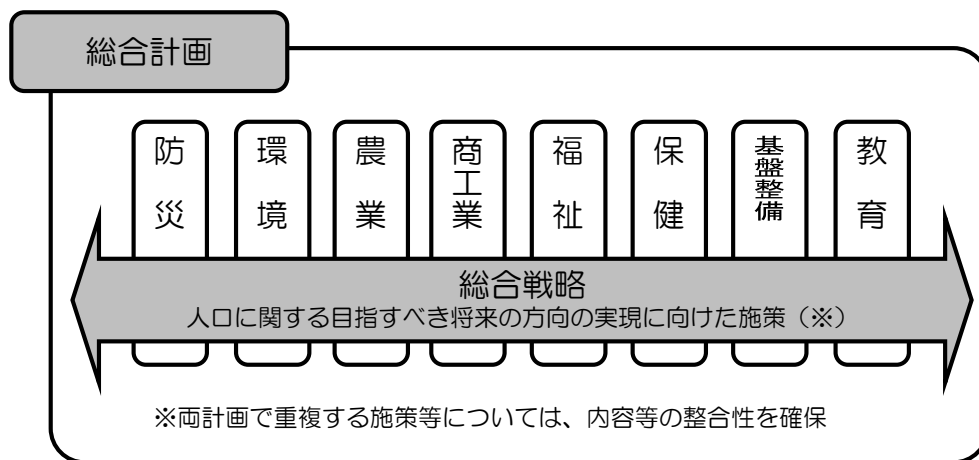 総合計画
防災
環境
農業
商工業
福祉
保健
基盤整備
教育
総合戦略
人口に関する目指すべき将来の方向の実現に向けた施策（※）
※両計画で重複する施策等については、内容等の整合性を確保